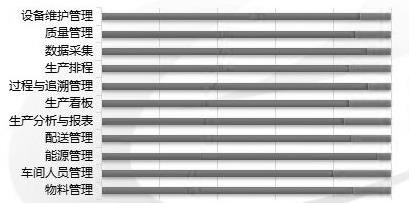 设备维护管理
质量管理
数据采集
生产排程
过程与追溯管理
生产看板
生产分析与报表
配送管理
能源管理
车间人员管理
物料管理